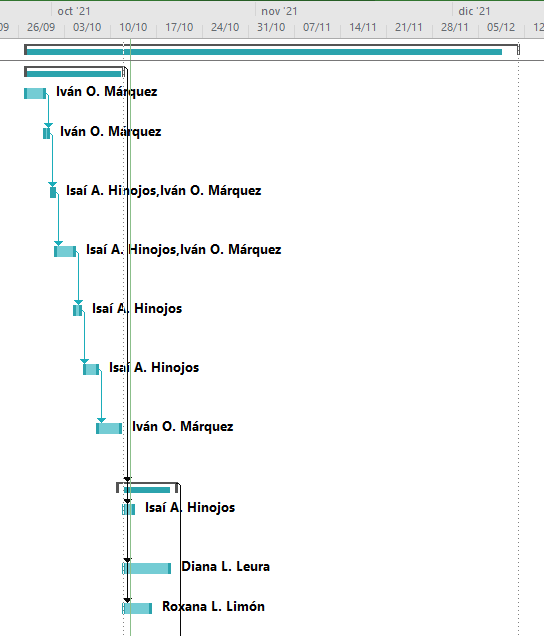 oct '21 nov '21 dic '21
09 26/09 03/10 10/10 17/10 24/10 31/10 07/11 14/11 21/11 28/11 05/12 12
Iván O. Márquez
Iván O. Márquez
Isaí A. Hinojos,Iván O. Márquez
Isaí A. Hinojos,Iván O. Márquez
Isaí A. Hinojos
Isaí A. Hinojos
Iván O. Márquez
Isaí A. Hinojos
Diana L. Leura
Roxana L. Limón